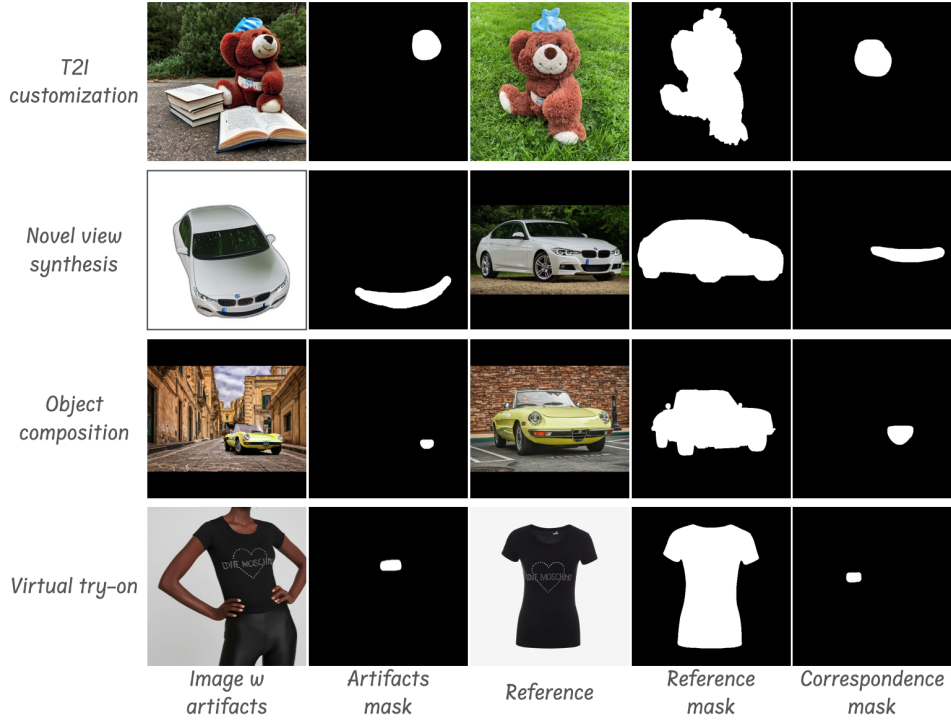 T2I
customization
Novel view
synthesis
Object
composition
Virtual try-on
Image w
artifacts
Artifacts
mask
Reference
Reference
mask
Correspondence
mask